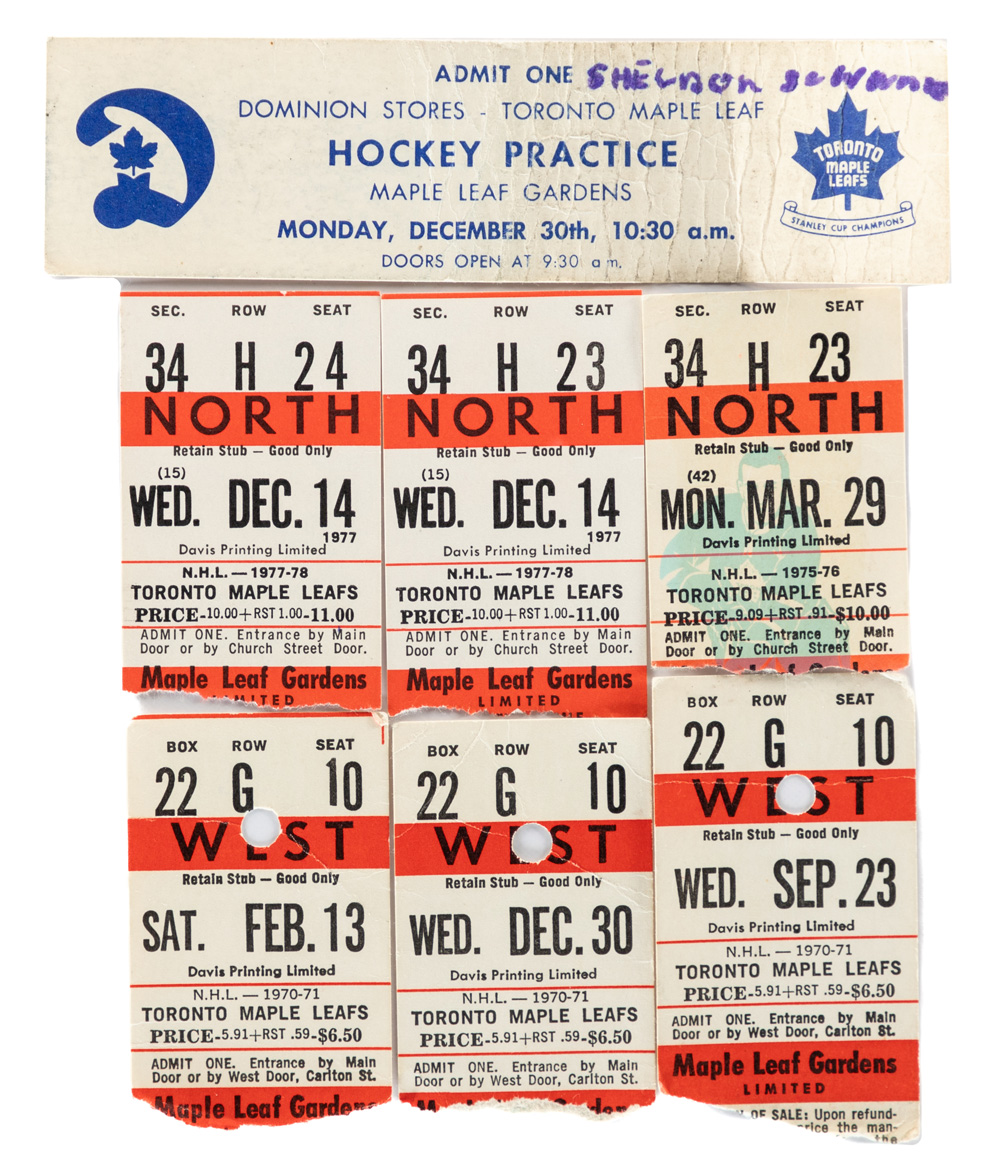 ADMIT ONE SHELDON
DOMINION STORES - TORONTO MAPLE LEAF
HOCKEY PRACTICE
MAPLE LEAF GARDENS
MONDAY, DECEMBER 30th, 10:30 a.m.
DOORS OPEN AT 9:30 a.m.
TORONTO
MAPLE
LEAFS
STANLEY CUP CHAMPIONS
SEC. ROW SEAT
34 H 24
NORTH
Retain Stub — Good Only
(15)
WED. DEC. 14
1977
Davis Printing Limited
N.H.L. — 1977-78
TORONTO MAPLE LEAFS
PRICE-10.00+RST 1.00-11.00
ADMIT ONE. Entrance by Main
Door or by Church Street Door.
Maple Leaf Gardens
LIMITED
SEC. ROW SEAT
34 H 23
NORTH
Retain Stub — Good Only
(15)
WED. DEC. 14
1977
Davis Printing Limited
N.H.L. — 1977-78
TORONTO MAPLE LEAFS
PRICE-10.00+RST 1.00-11.00
ADMIT ONE. Entrance by Main
Door or by Church Street Door.
Maple Leaf Gardens
LIMITED
SEC. ROW SEAT
34 H 23
NORTH
Retain Stub — Good Only
(42)
MON. MAR. 29
Davis Printing Limited
N.H.L. — 1975-76
TORONTO MAPLE LEAFS
PRICE-9.09+RST .91-$10.00
ADMIT ONE. Entrance by Main
Door or by Church Street Door.
Maple Leaf Gardens
BOX ROW SEAT
22 G 10
WEST
Retain Stub — Good Only
SAT. FEB. 13
Davis Printing Limited
N.H.L. — 1970-71
TORONTO MAPLE LEAFS
PRICE-5.91+RST .59-$6.50
ADMIT ONE. Entrance by Main
Door or by West Door, Carlton St.
Maple Leaf Gardens
BOX ROW SEAT
22 G 10
WEST
Retain Stub — Good Only
WED. DEC. 30
Davis Printing Limited
N.H.L. — 1970-71
TORONTO MAPLE LEAFS
PRICE-5.91+RST .59-$6.50
ADMIT ONE. Entrance by Main
Door or by West Door, Carlton St.
Maple Leaf Gardens
BOX ROW SEAT
22 G 10
WEST
Retain Stub — Good Only
WED. SEP. 23
Davis Printing Limited
N.H.L. — 1970-71
TORONTO MAPLE LEAFS
PRICE-5.91+RST .59-$6.50
ADMIT ONE. Entrance by Main
Door or by West Door, Carlton St.
Maple Leaf Gardens
LIMITED
OF SALE: Upon refund-
the man-
the